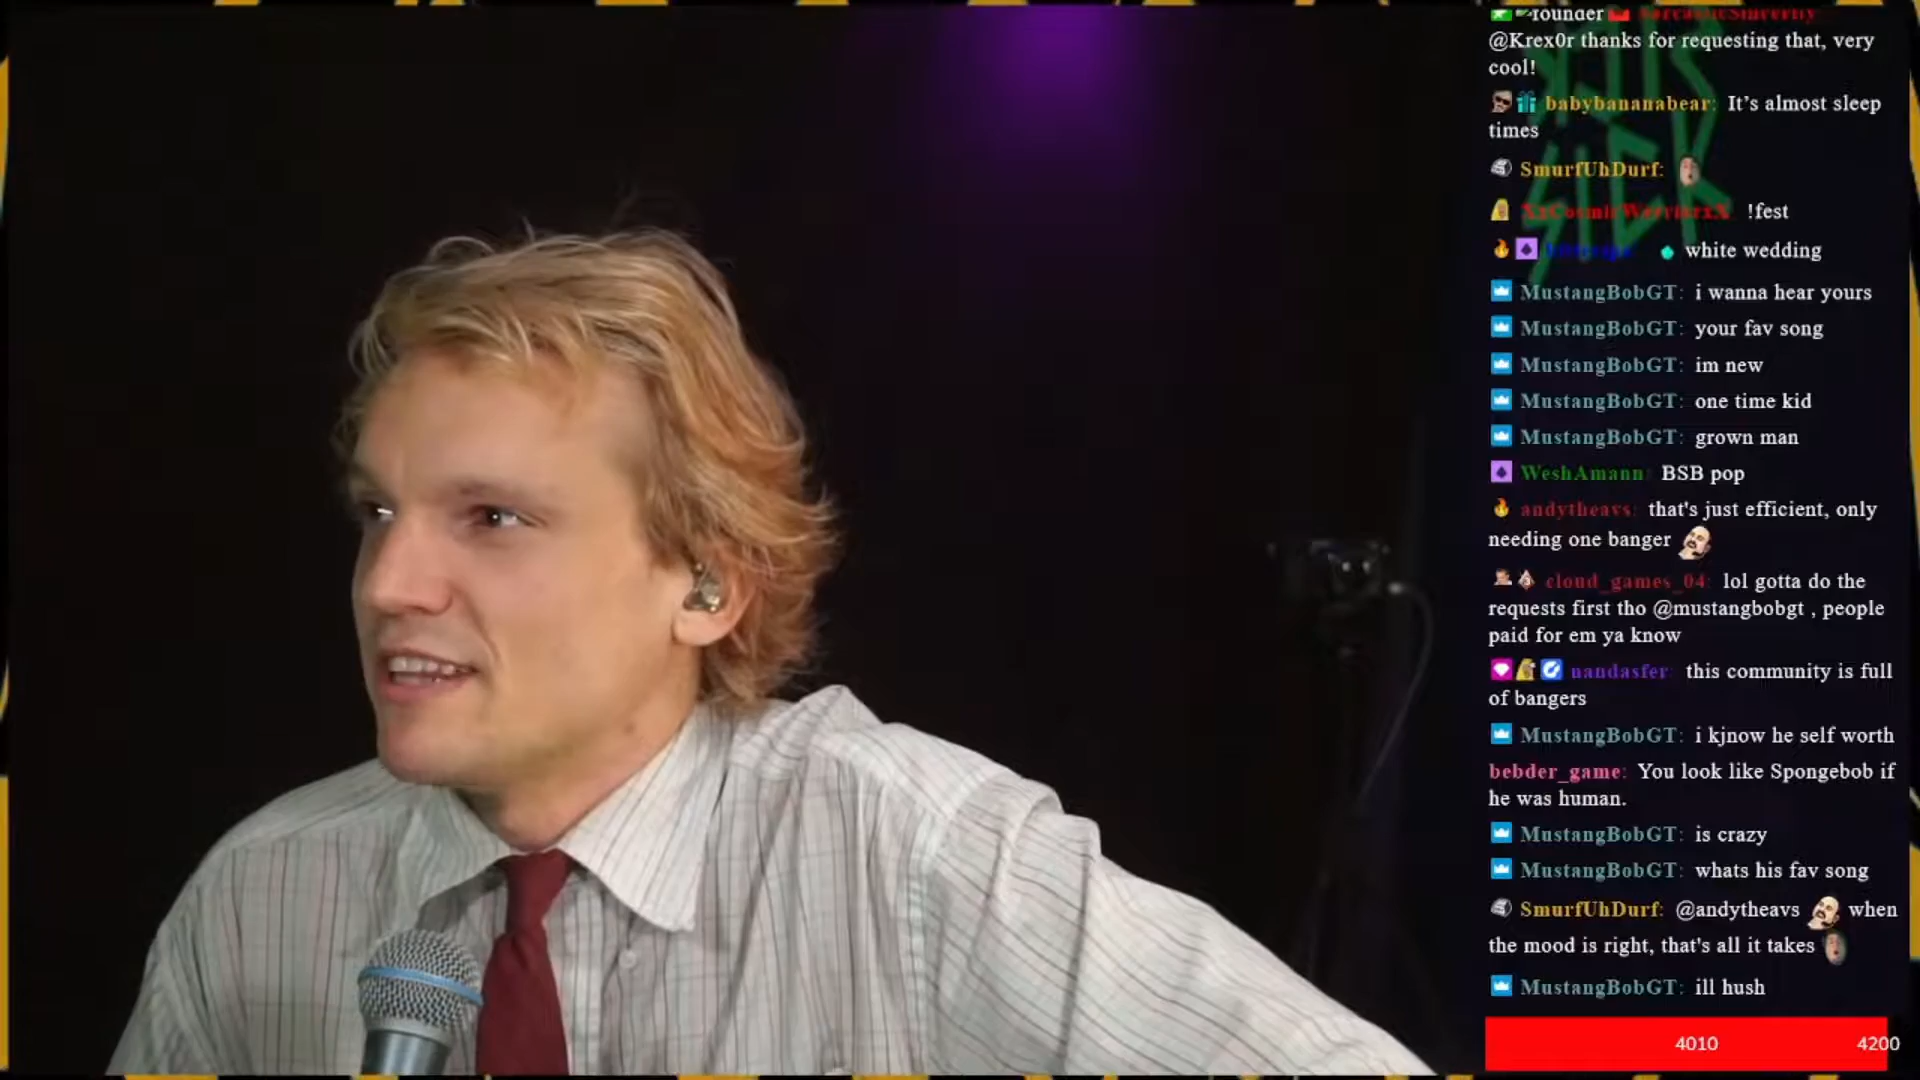 founder SarcasticSincerity
@Krex0r thanks for requesting that, very
cool!
babybananabear: It’s almost sleep
times
SmurfUhDurf:
XxCosmicWarriorxX !fest
white wedding
MustangBobGT: i wanna hear yours
MustangBobGT: your fav song
MustangBobGT: im new
MustangBobGT: one time kid
MustangBobGT: grown man
WeshAmann: BSB pop
andytheavs: that's just efficient, only
needing one banger
cloud_games_04: lol gotta do the
requests first tho @mustangbobgt , people
paid for em ya know
nandasfer: this community is full
of bangers
MustangBobGT: i kjnow he self worth
bebder_game: You look like Spongebob if
he was human.
MustangBobGT: is crazy
MustangBobGT: whats his fav song
SmurfUhDurf: @andytheavs when
the mood is right, that's all it takes
MustangBobGT: ill hush
4010 4200